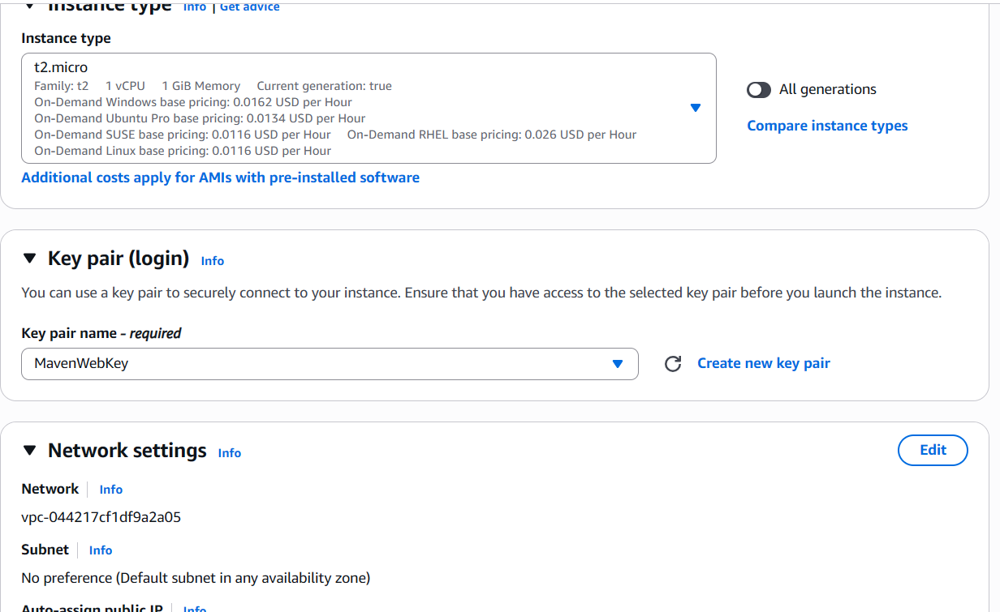 Instance type Info | Get advice
Instance type
t2.micro
Family: t2 1 vCPU 1 GiB Memory Current generation: true
On-Demand Windows base pricing: 0.0162 USD per Hour
On-Demand Ubuntu Pro base pricing: 0.0134 USD per Hour
On-Demand SUSE base pricing: 0.0116 USD per Hour On-Demand RHEL base pricing: 0.026 USD per Hour
On-Demand Linux base pricing: 0.0116 USD per Hour
All generations
Compare instance types
Additional costs apply for AMIs with pre-installed software
Key pair (login) Info
You can use a key pair to securely connect to your instance. Ensure that you have access to the selected key pair before you launch the instance.
Key pair name - required
MavenWebKey
Create new key pair
Network settings Info
Edit
Network Info
vpc-044217cf1df9a2a05
Subnet Info
No preference (Default subnet in any availability zone)
Auto-assign public IP Info